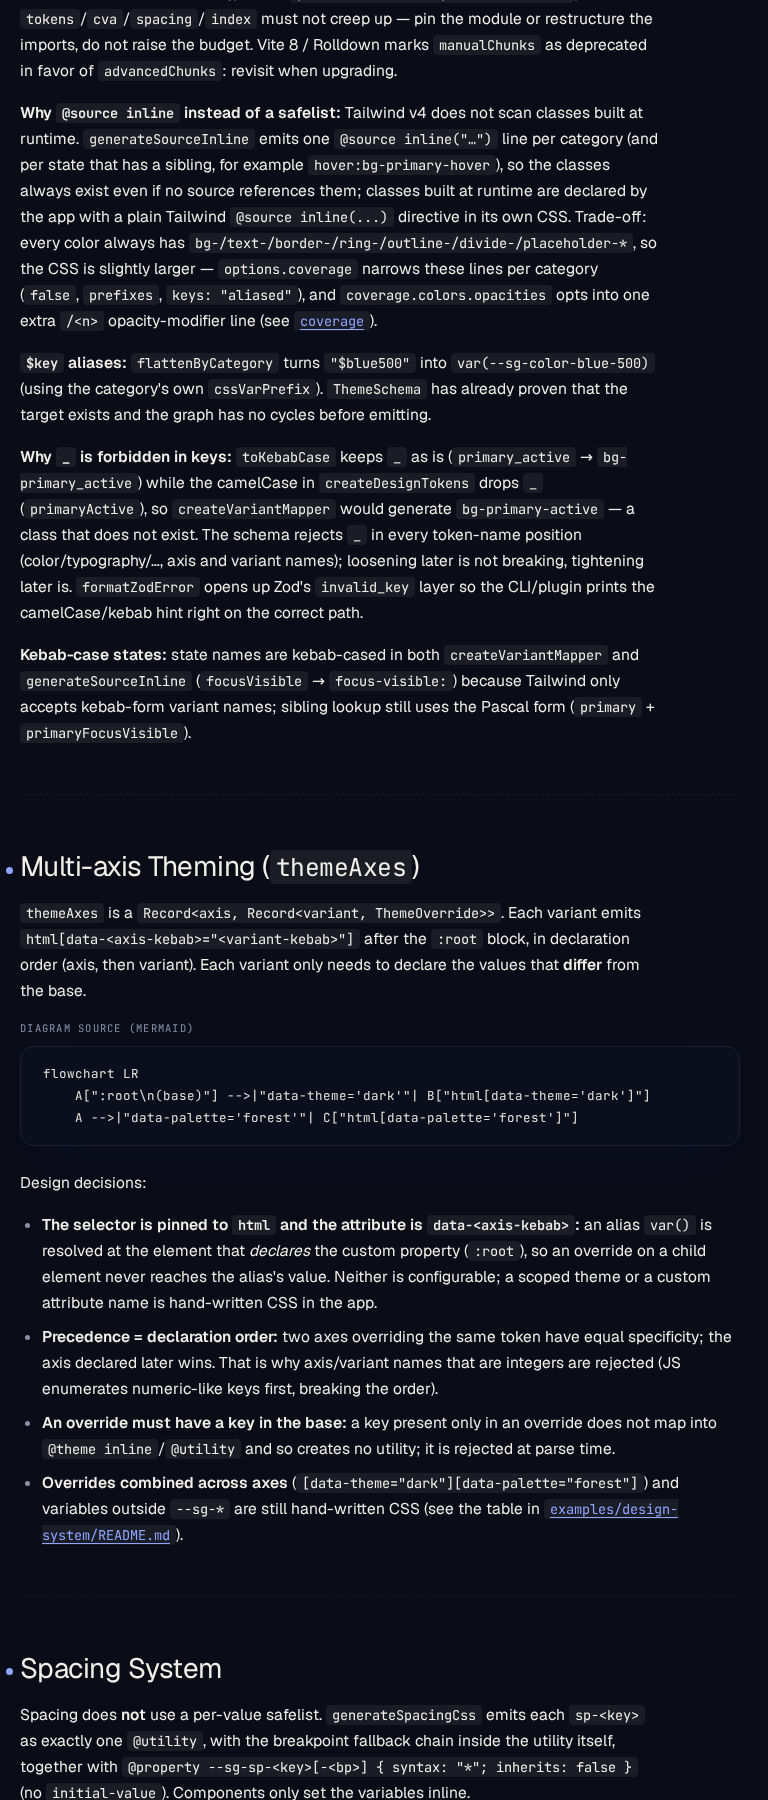 tokens / cva / spacing / index must not creep up — pin the module or restructure the
imports, do not raise the budget. Vite 8 / Rolldown marks manualChunks as deprecated
in favor of advancedChunks : revisit when upgrading.
Why @source inline instead of a safelist: Tailwind v4 does not scan classes built at
runtime. generateSourceInline emits one @source inline("…") line per category (and
per state that has a sibling, for example hover:bg-primary-hover ), so the classes
always exist even if no source references them; classes built at runtime are declared by
the app with a plain Tailwind @source inline(...) directive in its own CSS. Trade-off:
every color always has bg-/text-/border-/ring-/outline-/divide-/placeholder-* , so
the CSS is slightly larger — options.coverage narrows these lines per category
( false , prefixes , keys: "aliased" ), and coverage.colors.opacities opts into one
extra /<n> opacity-modifier line (see coverage ).
$key aliases: flattenByCategory turns "$blue500" into var(--sg-color-blue-500)
(using the category's own cssVarPrefix ). ThemeSchema has already proven that the
target exists and the graph has no cycles before emitting.
Why _ is forbidden in keys: toKebabCase keeps _ as is ( primary_active → bg-
primary_active ) while the camelCase in createDesignTokens drops _
( primaryActive ), so createVariantMapper would generate bg-primary-active — a
class that does not exist. The schema rejects _ in every token-name position
(color/typography/…, axis and variant names); loosening later is not breaking, tightening
later is. formatZodError opens up Zod's invalid_key layer so the CLI/plugin prints the
camelCase/kebab hint right on the correct path.
Kebab-case states: state names are kebab-cased in both createVariantMapper and
generateSourceInline ( focusVisible → focus-visible: ) because Tailwind only
accepts kebab-form variant names; sibling lookup still uses the Pascal form ( primary +
primaryFocusVisible ).
Multi-axis Theming ( themeAxes )
themeAxes is a Record<axis, Record<variant, ThemeOverride>> . Each variant emits
html[data-<axis-kebab>="<variant-kebab>"] after the :root block, in declaration
order (axis, then variant). Each variant only needs to declare the values that differ from
the base.
DIAGRAM SOURCE (MERMAID)
flowchart LR
A[":root\n(base)"] -->|"data-theme='dark'"| B["html[data-theme='dark']"]
A -->|"data-palette='forest'"| C["html[data-palette='forest']"]
Design decisions:
• The selector is pinned to html and the attribute is data-<axis-kebab> : an alias var() is
resolved at the element that declares the custom property ( :root ), so an override on a child
element never reaches the alias's value. Neither is configurable; a scoped theme or a custom
attribute name is hand-written CSS in the app.
• Precedence = declaration order: two axes overriding the same token have equal specificity; the
axis declared later wins. That is why axis/variant names that are integers are rejected (JS
enumerates numeric-like keys first, breaking the order).
• An override must have a key in the base: a key present only in an override does not map into
@theme inline / @utility and so creates no utility; it is rejected at parse time.
• Overrides combined across axes ( [data-theme="dark"][data-palette="forest"] ) and
variables outside --sg-* are still hand-written CSS (see the table in examples/design-
system/README.md ).
Spacing System
Spacing does not use a per-value safelist. generateSpacingCss emits each sp-<key>
as exactly one @utility , with the breakpoint fallback chain inside the utility itself,
together with @property --sg-sp-<key>[-<bp>] { syntax: "*"; inherits: false }
(no initial-value ). Components only set the variables inline.